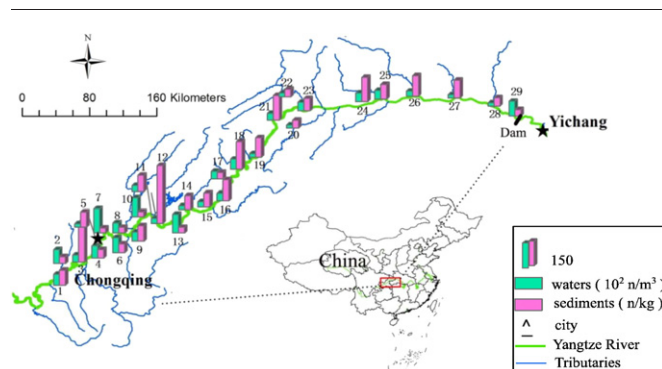 N
0 80 160 Kilometers
22
23
25
26
21
24
27
28
29
20
Dam
Yichang
18
19
17
12
11
14
15
16
10
7
5
8
13
9
6
2
4
3
1
Chongqing
China
150
waters ( 10² n/m³ )
sediments ( n/kg)
city
Yangtze River
Tributaries